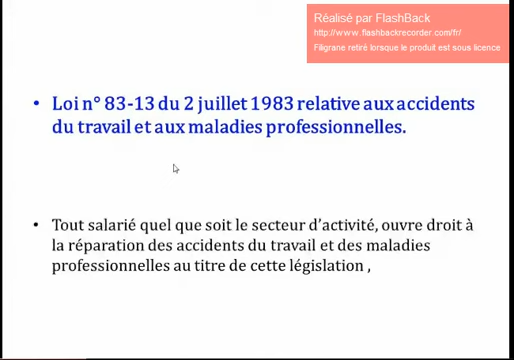 Réalisé par FlashBack
http://www.flashbackrecorder.com/fr/
Filigrane retiré lorsque le produit est sous licence
• Loi n° 83-13 du 2 juillet 1983 relative aux accidents
du travail et aux maladies professionnelles.
• Tout salarié quel que soit le secteur d'activité, ouvre droit à
la réparation des accidents du travail et des maladies
professionnelles au titre de cette législation ,